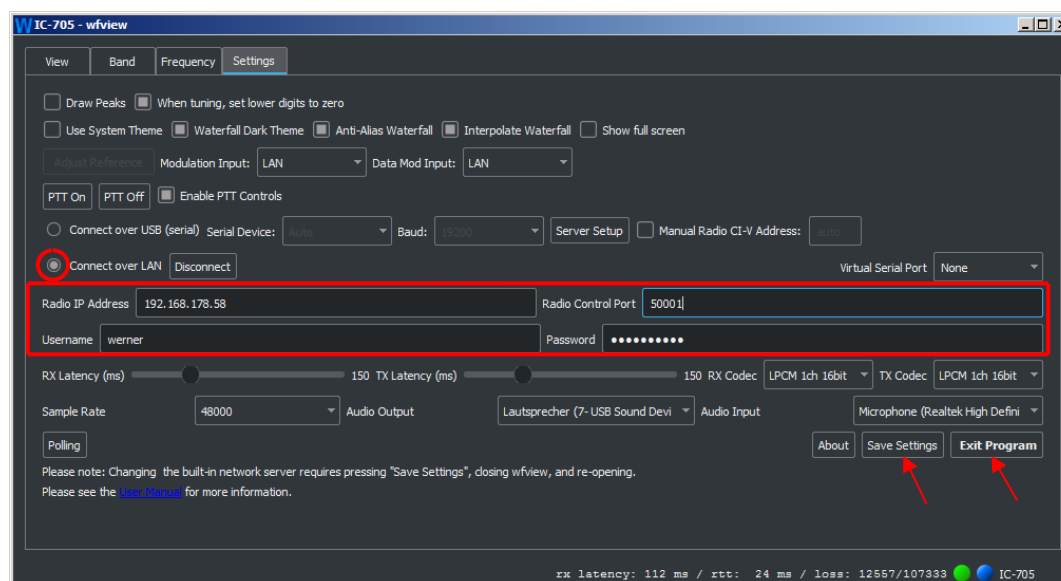 IC-705 - wfview
View Band Frequency Settings
Draw Peaks When tuning, set lower digits to zero
Use System Theme Waterfall Dark Theme Anti-Alias Waterfall Interpolate Waterfall Show full screen
Adjust Reference Modulation Input: LAN Data Mod Input: LAN
PTT On PTT Off Enable PTT Controls
Connect over USB (serial) Serial Device: Auto Baud: 19200 Server Setup Manual Radio CI-V Address: auto
Connect over LAN Disconnect Virtual Serial Port None
Radio IP Address 192.168.178.58 Radio Control Port 50001
Username werner Password ●●●●●●●●●●
RX Latency (ms) 150 TX Latency (ms) 150 RX Codec LPCM 1ch 16bit TX Codec LPCM 1ch 16bit
Sample Rate 48000 Audio Output Lautsprecher (7- USB Sound Devi Audio Input Microphone (Realtek High Defini
Polling About Save Settings Exit Program
Please note: Changing the built-in network server requires pressing "Save Settings", closing wfview, and re-opening.
Please see the User Manual for more information.
rx latency: 112 ms / rtt: 24 ms / loss: 12557/107333 IC-705